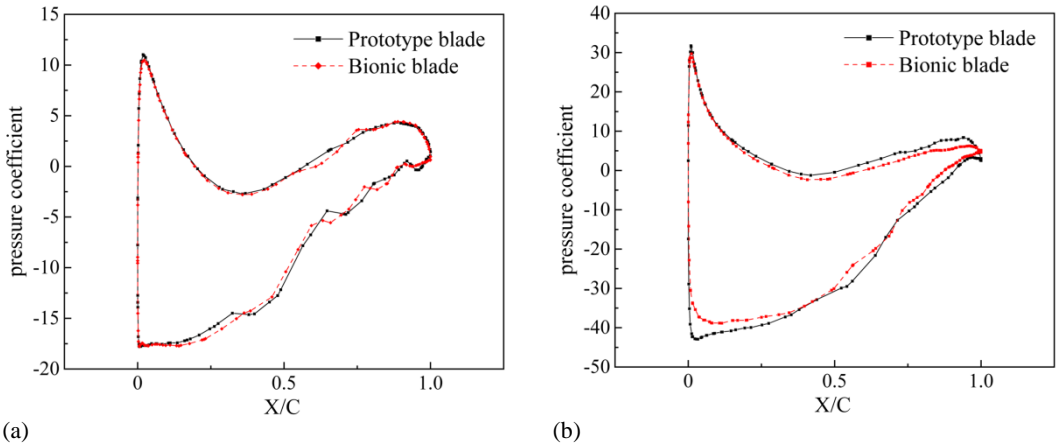 15
10
5
0
-5
-10
-15
-20
pressure coefficient
Prototype blade
Bionic blade
0
0.5
1.0
X/C
(a)
40
30
20
10
0
-10
-20
-30
-40
-50
pressure coefficient
Prototype blade
Bionic blade
0
0.5
1.0
X/C
(b)